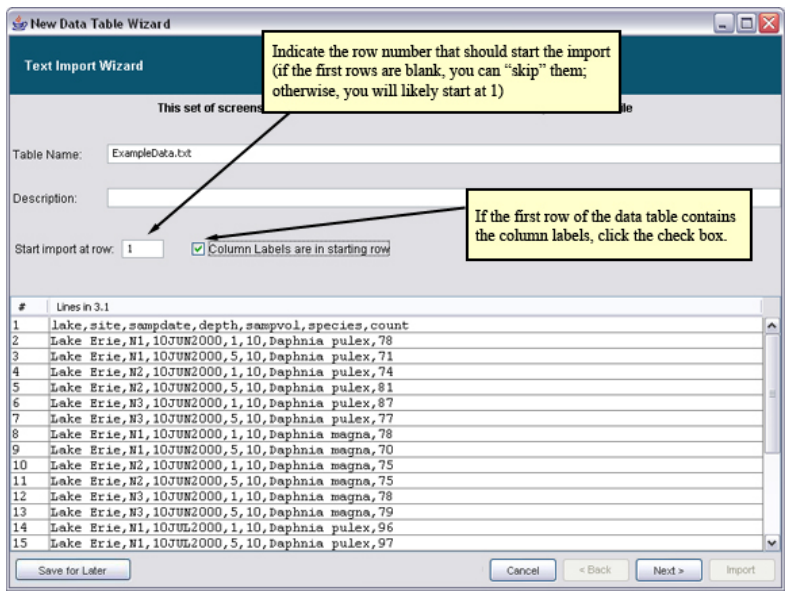 New Data Table Wizard
Text Import Wizard
Indicate the row number that should start the import
(if the first rows are blank, you can “skip” them;
otherwise, you will likely start at 1)
This set of screens
le
Table Name: ExampleData.txt
Description:
If the first row of the data table contains
the column labels, click the check box.
Start import at row: 1 Column Labels are in starting row
# Lines in 3.1
1 lake,site,sampdate,depth,sampvol,species,count
2 Lake Erie,N1,10JUN2000,1,10,Daphnia pulex,78
3 Lake Erie,N1,10JUN2000,5,10,Daphnia pulex,71
4 Lake Erie,N2,10JUN2000,1,10,Daphnia pulex,74
5 Lake Erie,N2,10JUN2000,5,10,Daphnia pulex,81
6 Lake Erie,N3,10JUN2000,1,10,Daphnia pulex,87
7 Lake Erie,N3,10JUN2000,5,10,Daphnia pulex,77
8 Lake Erie,N1,10JUN2000,1,10,Daphnia magna,78
9 Lake Erie,N1,10JUN2000,5,10,Daphnia magna,70
10 Lake Erie,N2,10JUN2000,1,10,Daphnia magna,75
11 Lake Erie,N2,10JUN2000,5,10,Daphnia magna,75
12 Lake Erie,N3,10JUN2000,1,10,Daphnia magna,78
13 Lake Erie,N3,10JUN2000,5,10,Daphnia magna,79
14 Lake Erie,N1,10JUL2000,1,10,Daphnia pulex,96
15 Lake Erie,N1,10JUL2000,5,10,Daphnia pulex,97
Save for Later Cancel < Back Next > Import